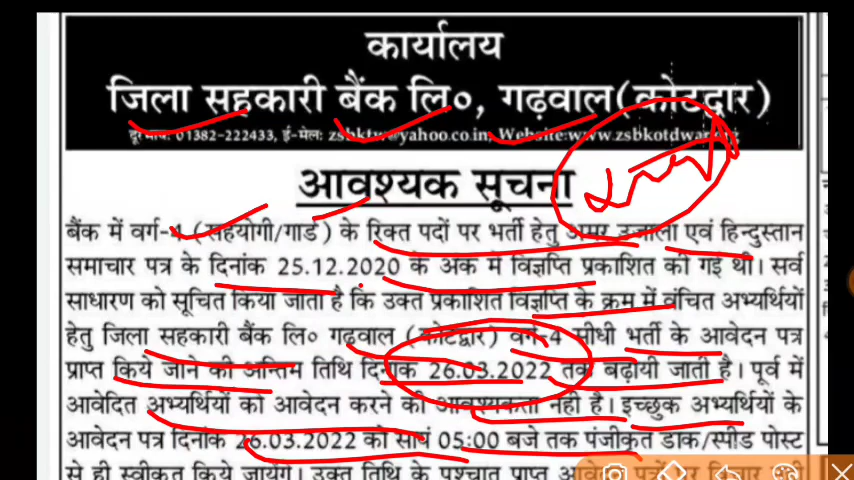 कार्यालय
जिला सहकारी बैंक लि०, गढ़वाल(कोटद्वार)
दूरभाष: 01382-222433, ई-मेल: zsbktw@yahoo.co.in, Website:www.zsbkotdwar
आवश्यक सूचना
बैंक में वर्ग-4 (सहयोगी/गार्ड) के रिक्त पदों पर भर्ती हेतु अमर उजाला एवं हिन्दुस्तान
समाचार पत्र के दिनांक 25.12.2020 के अंक में विज्ञप्ति प्रकाशित की गई थी। सर्व
साधारण को सूचित किया जाता है कि उक्त प्रकाशित विज्ञप्ति के क्रम में वंचित अभ्यर्थियों
हेतु जिला सहकारी बैंक लि० गढ़वाल (कोटद्वार) वर्ग-4 सीधी भर्ती के आवेदन पत्र
प्राप्त किये जाने की अन्तिम तिथि दिनांक 26.03.2022 तक बढ़ायी जाती है। पूर्व में
आवेदित अभ्यर्थियों को आवेदन करने की आवश्यकता नहीं है। इच्छुक अभ्यर्थियों के
आवेदन पत्र दिनांक 26.03.2022 को सायं 05:00 बजे तक पंजीकृत डाक/स्पीड पोस्ट
से ही स्वीकृत किये जायेंगे। उक्त तिथि के पश्चात प्राप्त